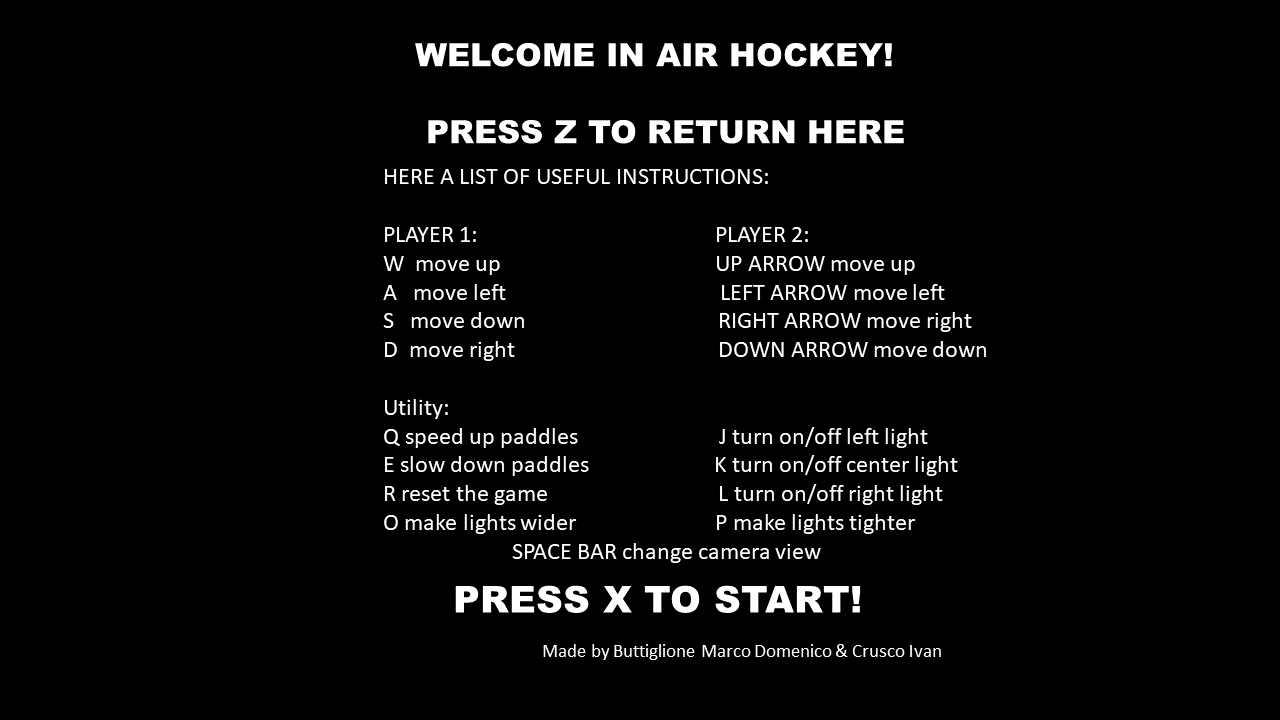 WELCOME IN AIR HOCKEY!
PRESS Z TO RETURN HERE
HERE A LIST OF USEFUL INSTRUCTIONS:
PLAYER 1: PLAYER 2:
W move up UP ARROW move up
A move left LEFT ARROW move left
S move down RIGHT ARROW move right
D move right DOWN ARROW move down
Utility:
Q speed up paddles J turn on/off left light
E slow down paddles K turn on/off center light
R reset the game L turn on/off right light
O make lights wider P make lights tighter
SPACE BAR change camera view
PRESS X TO START!
Made by Buttiglione Marco Domenico & Crusco Ivan